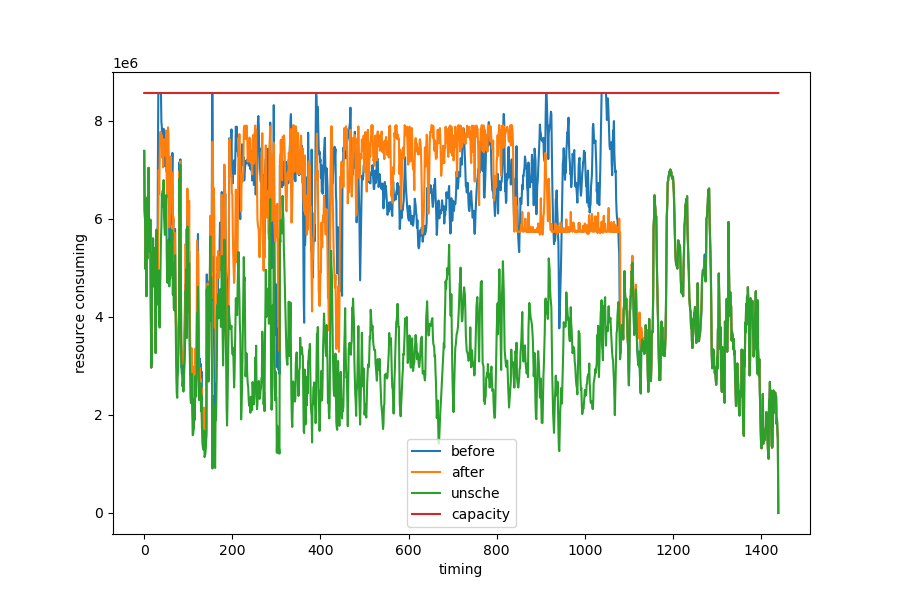 1e6
8
6
4
2
0
resource consuming
before
after
unsche
capacity
0 200 400 600 800 1000 1200 1400
timing